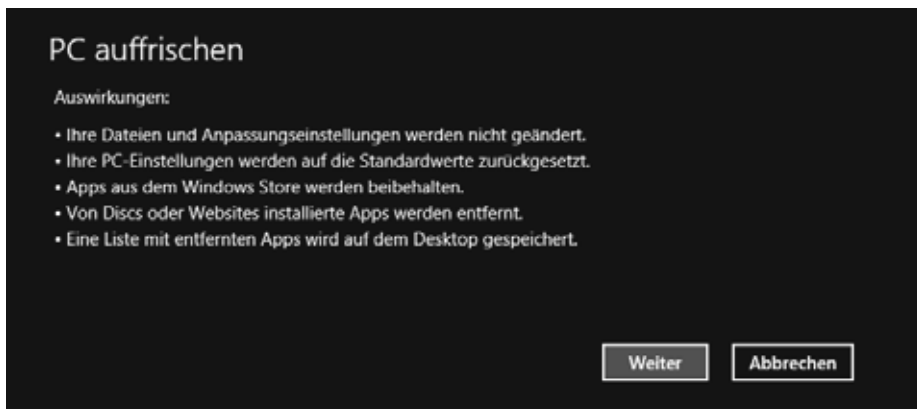 PC auffrischen
Auswirkungen:
• Ihre Dateien und Anpassungseinstellungen werden nicht geändert.
• Ihre PC-Einstellungen werden auf die Standardwerte zurückgesetzt.
• Apps aus dem Windows Store werden beibehalten.
• Von Discs oder Websites installierte Apps werden entfernt.
• Eine Liste mit entfernten Apps wird auf dem Desktop gespeichert.
Weiter Abbrechen